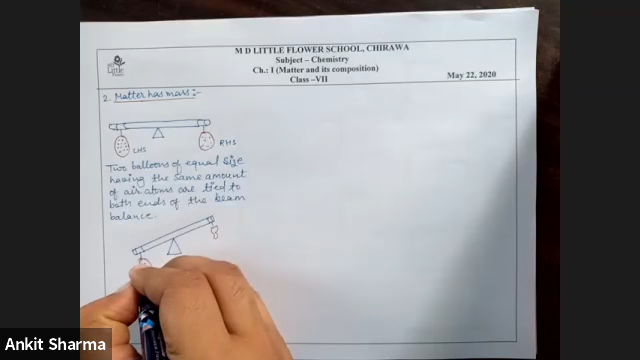 M D LITTLE FLOWER SCHOOL, CHIRAWA
Subject – Chemistry
Ch.: I (Matter and its composition)
Class –VII
May 22, 2020
Little
2. Matter has mass:-
LHS
RHS
Two balloons of equal size
having the same amount
of air atoms are tied to
both ends of the beam
balance.
Ankit Sharma